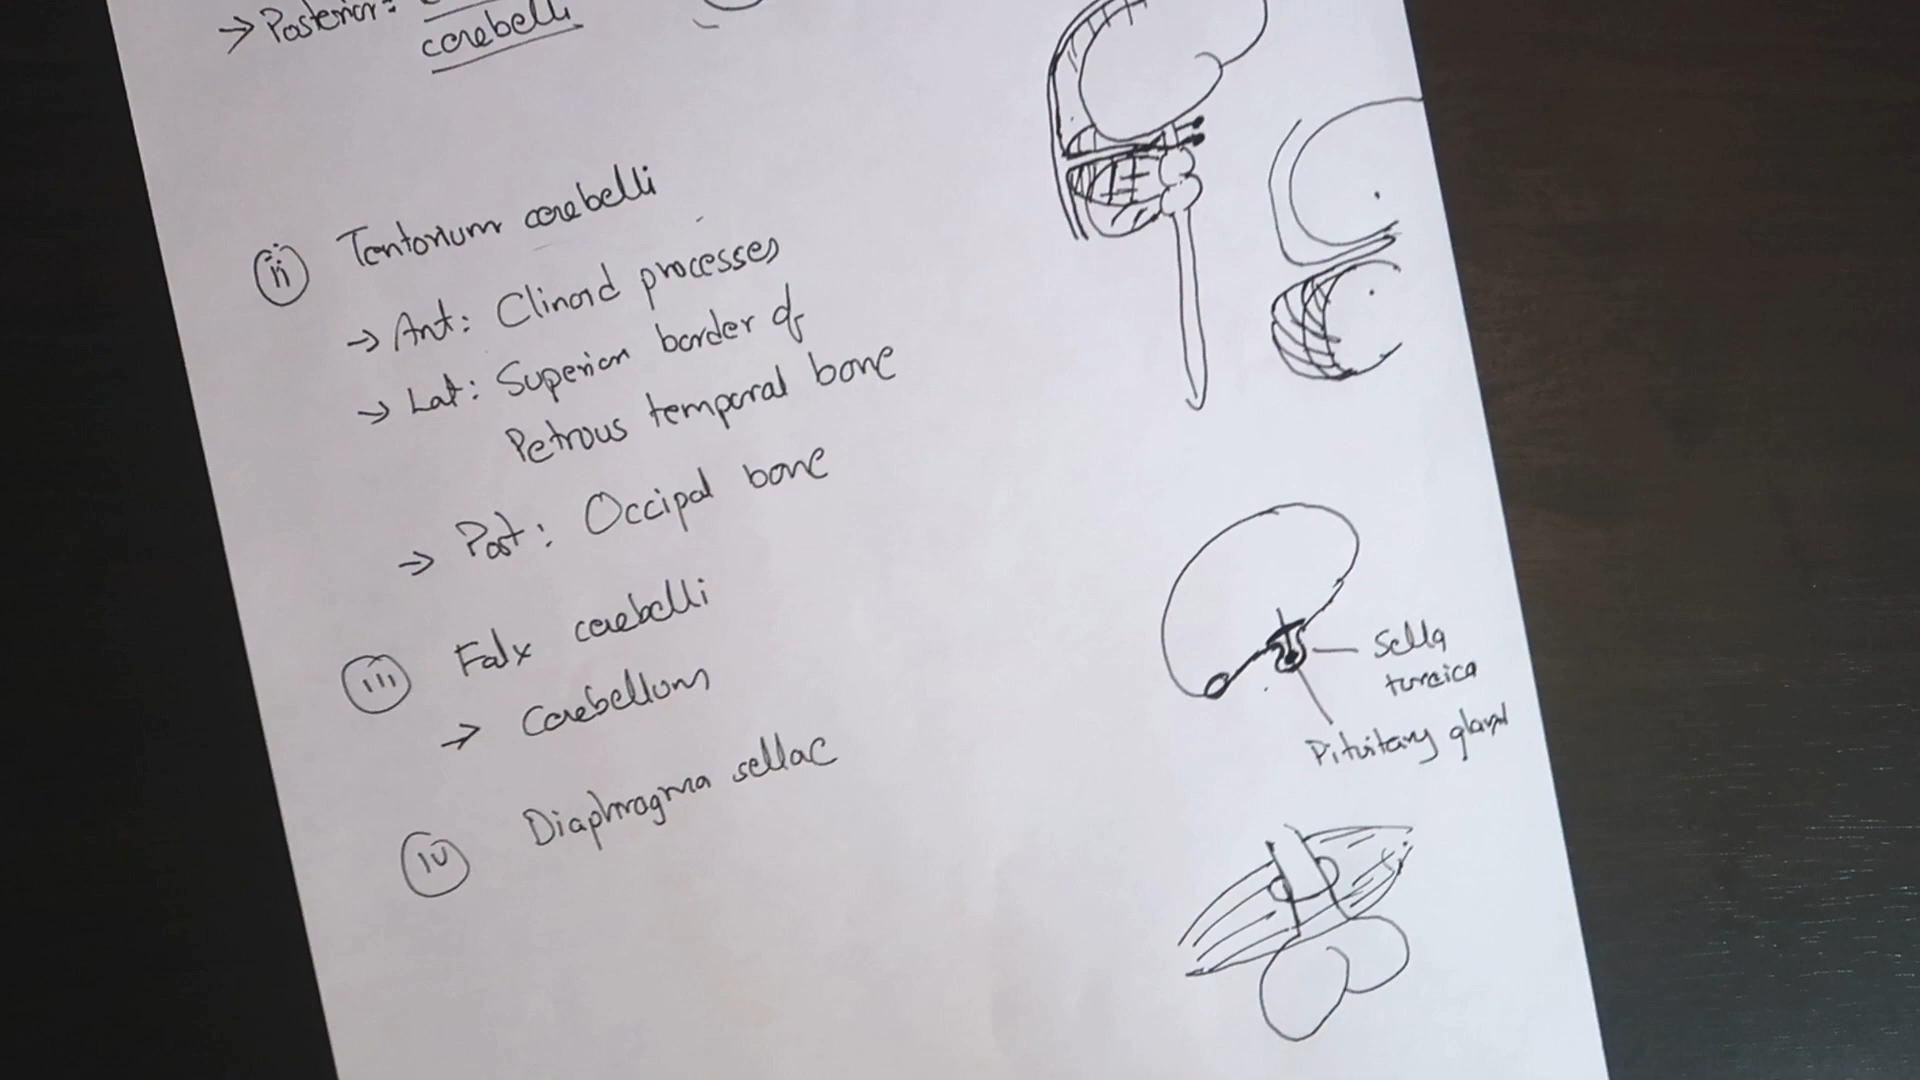 → Posterior:
cerebelli
ii Tentorium cerebelli
→ Ant: Clinoid processes
→ Lat: Superior border of
Petrous temporal bone
→ Post: Occipal bone
iii Falx cerebelli
→ Cerebellum
iv Diaphragma sellae
Sella
turcica
Pituitary gland